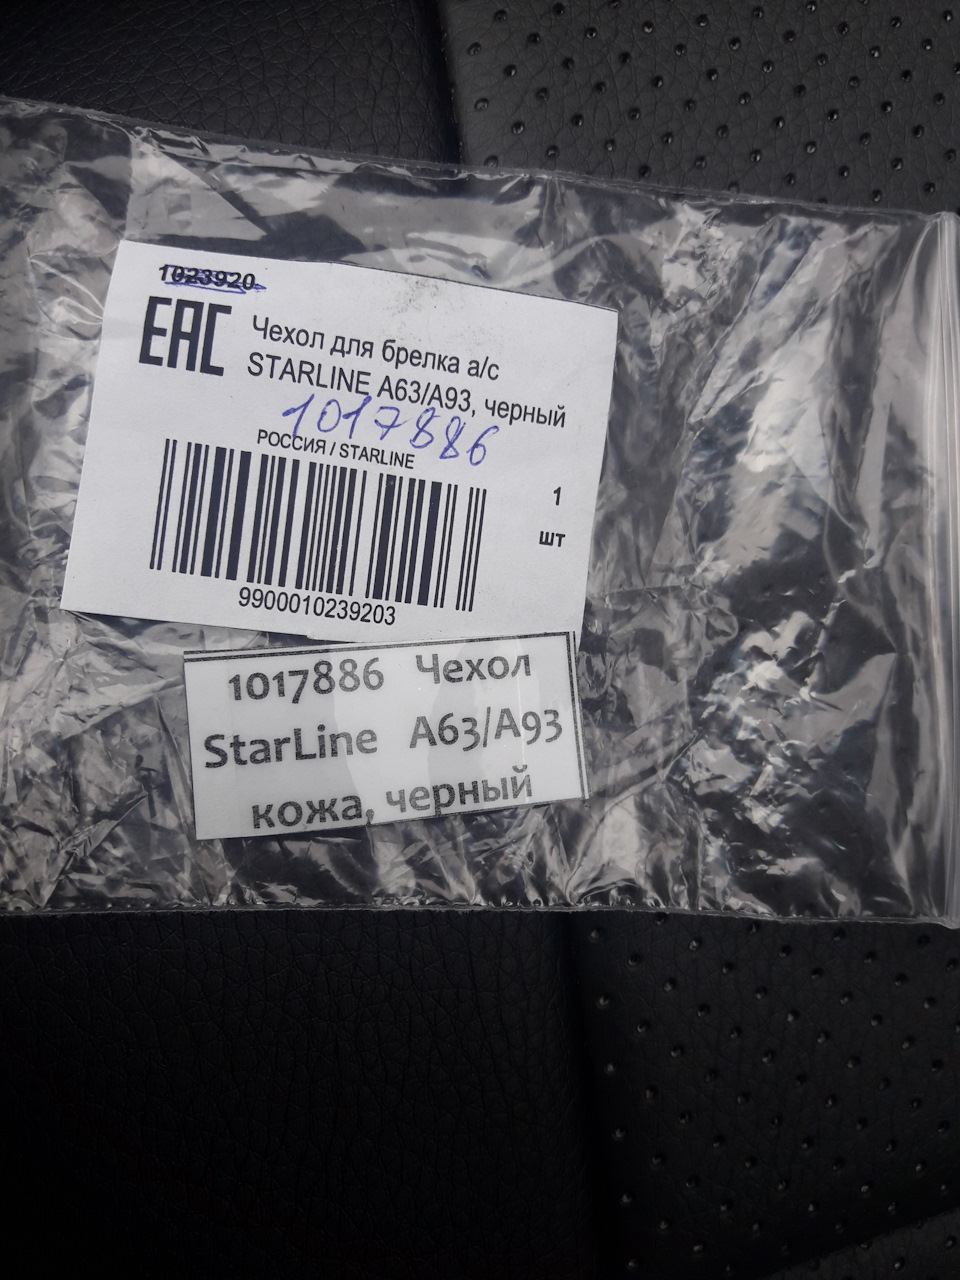 1023920
EAC
Чехол для брелка а/с
STARLINE A63/A93, черный
1017886
РОССИЯ / STARLINE
1
шт
9900010239203
1017886 Чехол
StarLine A63/A93
кожа, черный